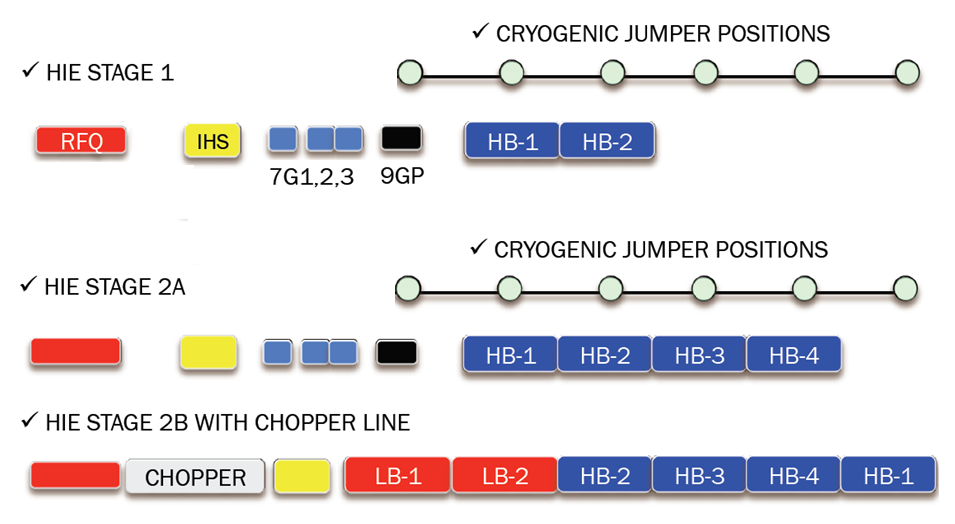 ✓ CRYOGENIC JUMPER POSITIONS
✓ HIE STAGE 1
RFQ IHS HB-1 HB-2
7G1,2,3 9GP
✓ CRYOGENIC JUMPER POSITIONS
✓ HIE STAGE 2A
HB-1 HB-2 HB-3 HB-4
✓ HIE STAGE 2B WITH CHOPPER LINE
CHOPPER LB-1 LB-2 HB-2 HB-3 HB-4 HB-1